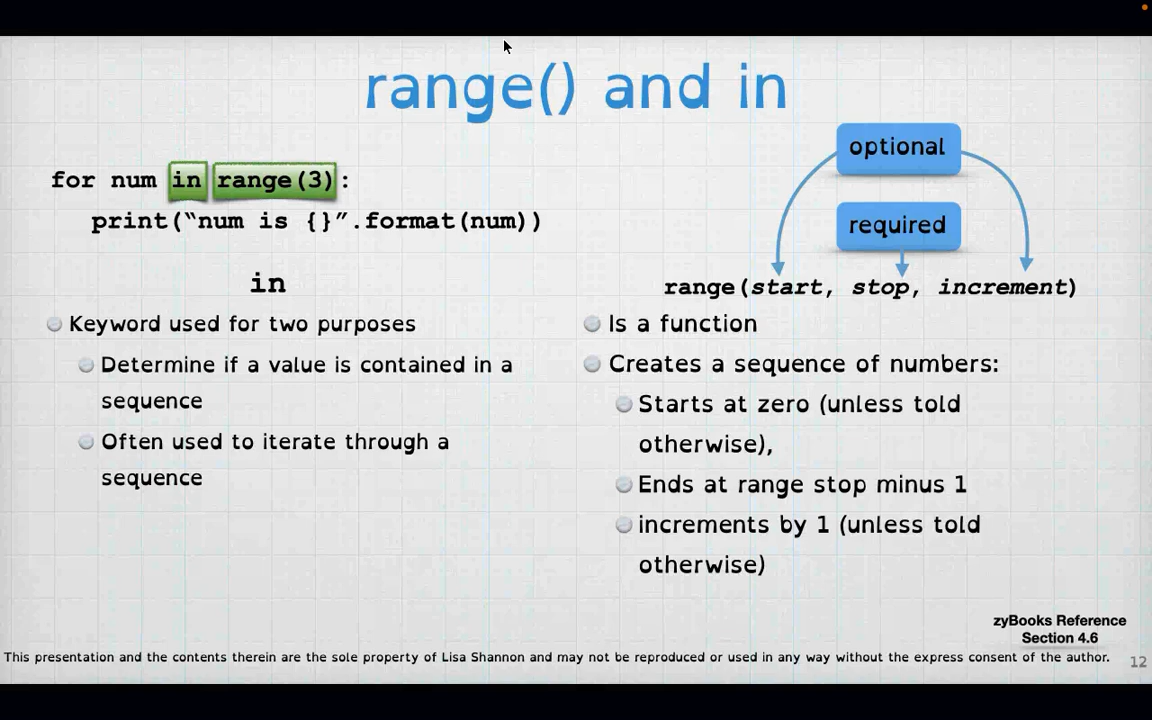 range() and in
for num in range(3):
print(“num is {}”.format(num))
in
Keyword used for two purposes
Determine if a value is contained in a
sequence
Often used to iterate through a
sequence
optional
required
range(start, stop, increment)
Is a function
Creates a sequence of numbers:
Starts at zero (unless told
otherwise),
Ends at range stop minus 1
increments by 1 (unless told
otherwise)
zyBooks Reference
Section 4.6
This presentation and the contents therein are the sole property of Lisa Shannon and may not be reproduced or used in any way without the express consent of the author.
12